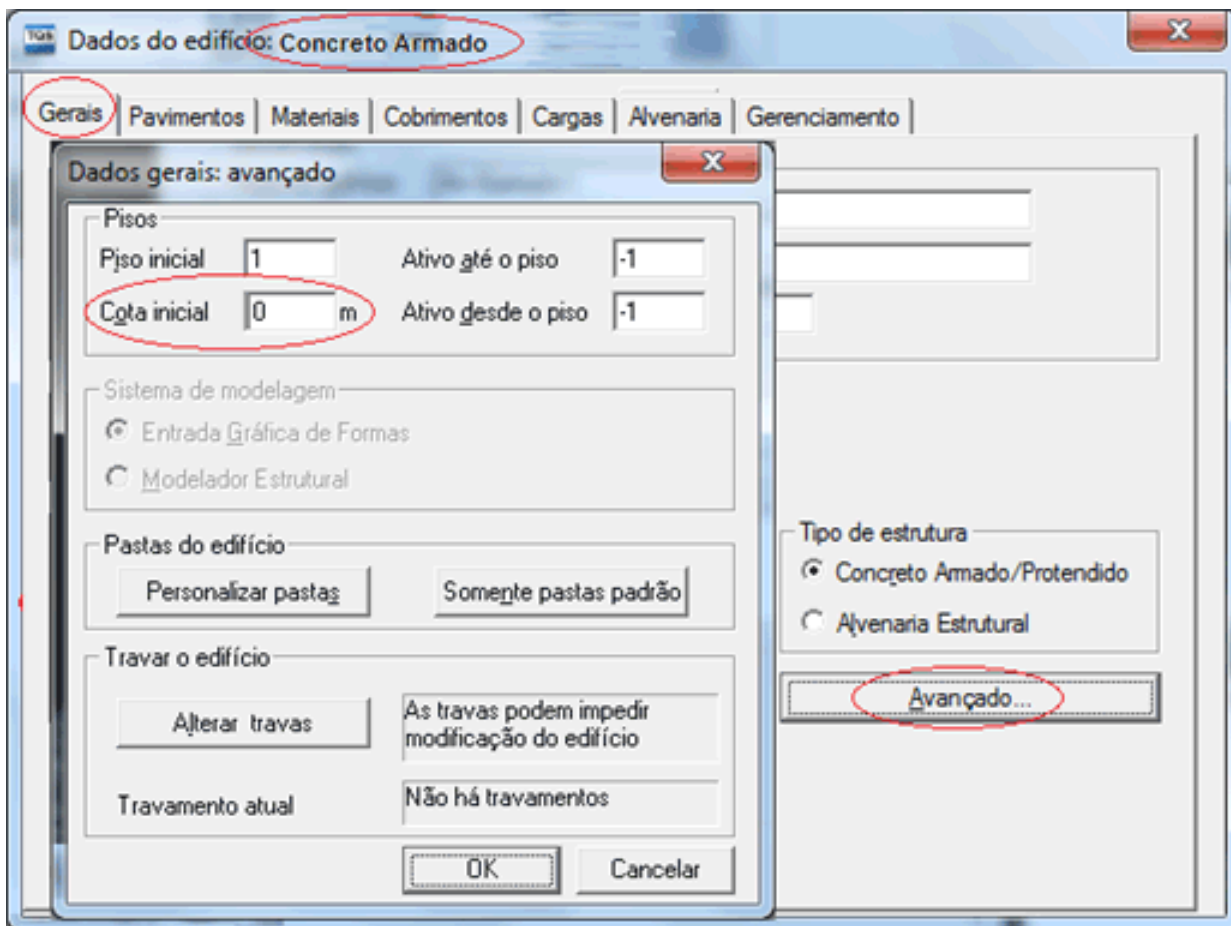 TQS Dados do edifício: Concreto Armado
Gerais Pavimentos Materiais Cobrimentos Cargas Alvenaria Gerenciamento
Dados gerais: avançado
Pisos
Piso inicial 1 Ativo até o piso -1
Cota inicial 0 m Ativo desde o piso -1
Sistema de modelagem
Entrada Gráfica de Formas
Modelador Estrutural
Pastas do edifício
Personalizar pastas Somente pastas padrão
Tipo de estrutura
Concreto Armado/Protendido
Alvenaria Estrutural
Travar o edifício
Alterar travas
As travas podem impedir
modificação do edifício
Avançado...
Travamento atual Não há travamentos
OK Cancelar